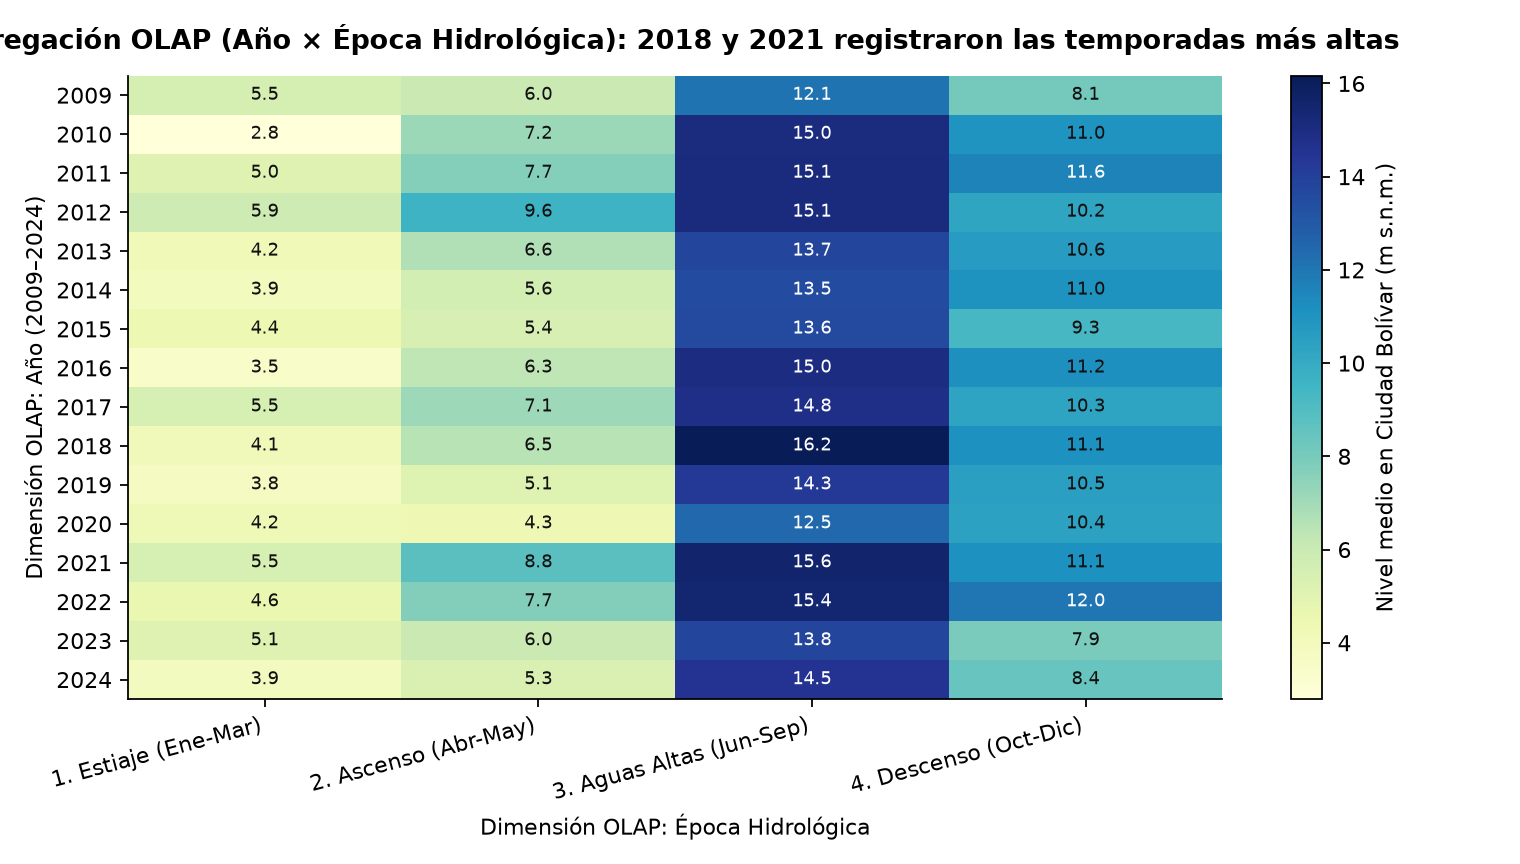 regación OLAP (Año × Época Hidrológica): 2018 y 2021 registraron las temporadas más altas
Dimensión OLAP: Año (2009–2024)
2009 5.5 6.0 12.1 8.1
2010 2.8 7.2 15.0 11.0
2011 5.0 7.7 15.1 11.6
2012 5.9 9.6 15.1 10.2
2013 4.2 6.6 13.7 10.6
2014 3.9 5.6 13.5 11.0
2015 4.4 5.4 13.6 9.3
2016 3.5 6.3 15.0 11.2
2017 5.5 7.1 14.8 10.3
2018 4.1 6.5 16.2 11.1
2019 3.8 5.1 14.3 10.5
2020 4.2 4.3 12.5 10.4
2021 5.5 8.8 15.6 11.1
2022 4.6 7.7 15.4 12.0
2023 5.1 6.0 13.8 7.9
2024 3.9 5.3 14.5 8.4
1. Estiaje (Ene-Mar)
2. Ascenso (Abr-May)
3. Aguas Altas (Jun-Sep)
4. Descenso (Oct-Dic)
Dimensión OLAP: Época Hidrológica
16
14
12
10
8
6
4
Nivel medio en Ciudad Bolívar (m s.n.m.)